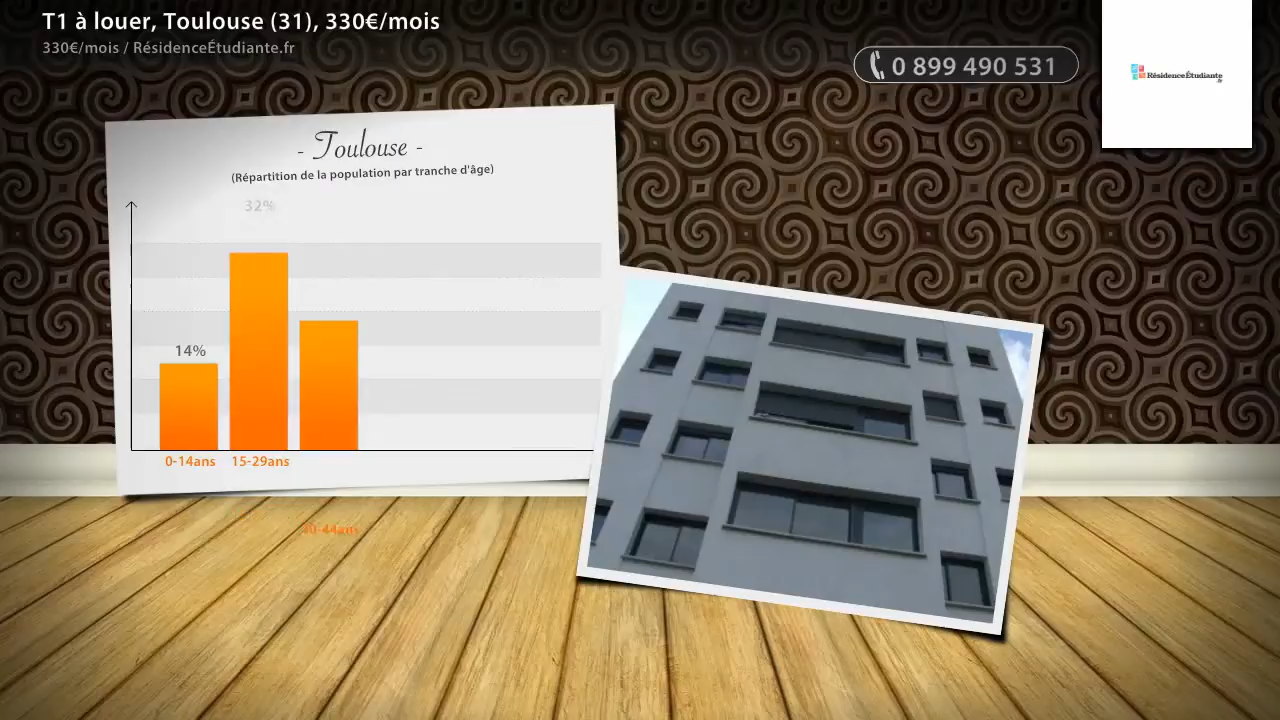 T1 à louer, Toulouse (31), 330€/mois
330€/mois / RésidenceÉtudiante.fr
0 899 490 531
RésidenceÉtudiante
.fr
- Toulouse -
(Répartition de la population par tranche d'âge)
32%
14%
0-14ans 15-29ans
30-44ans